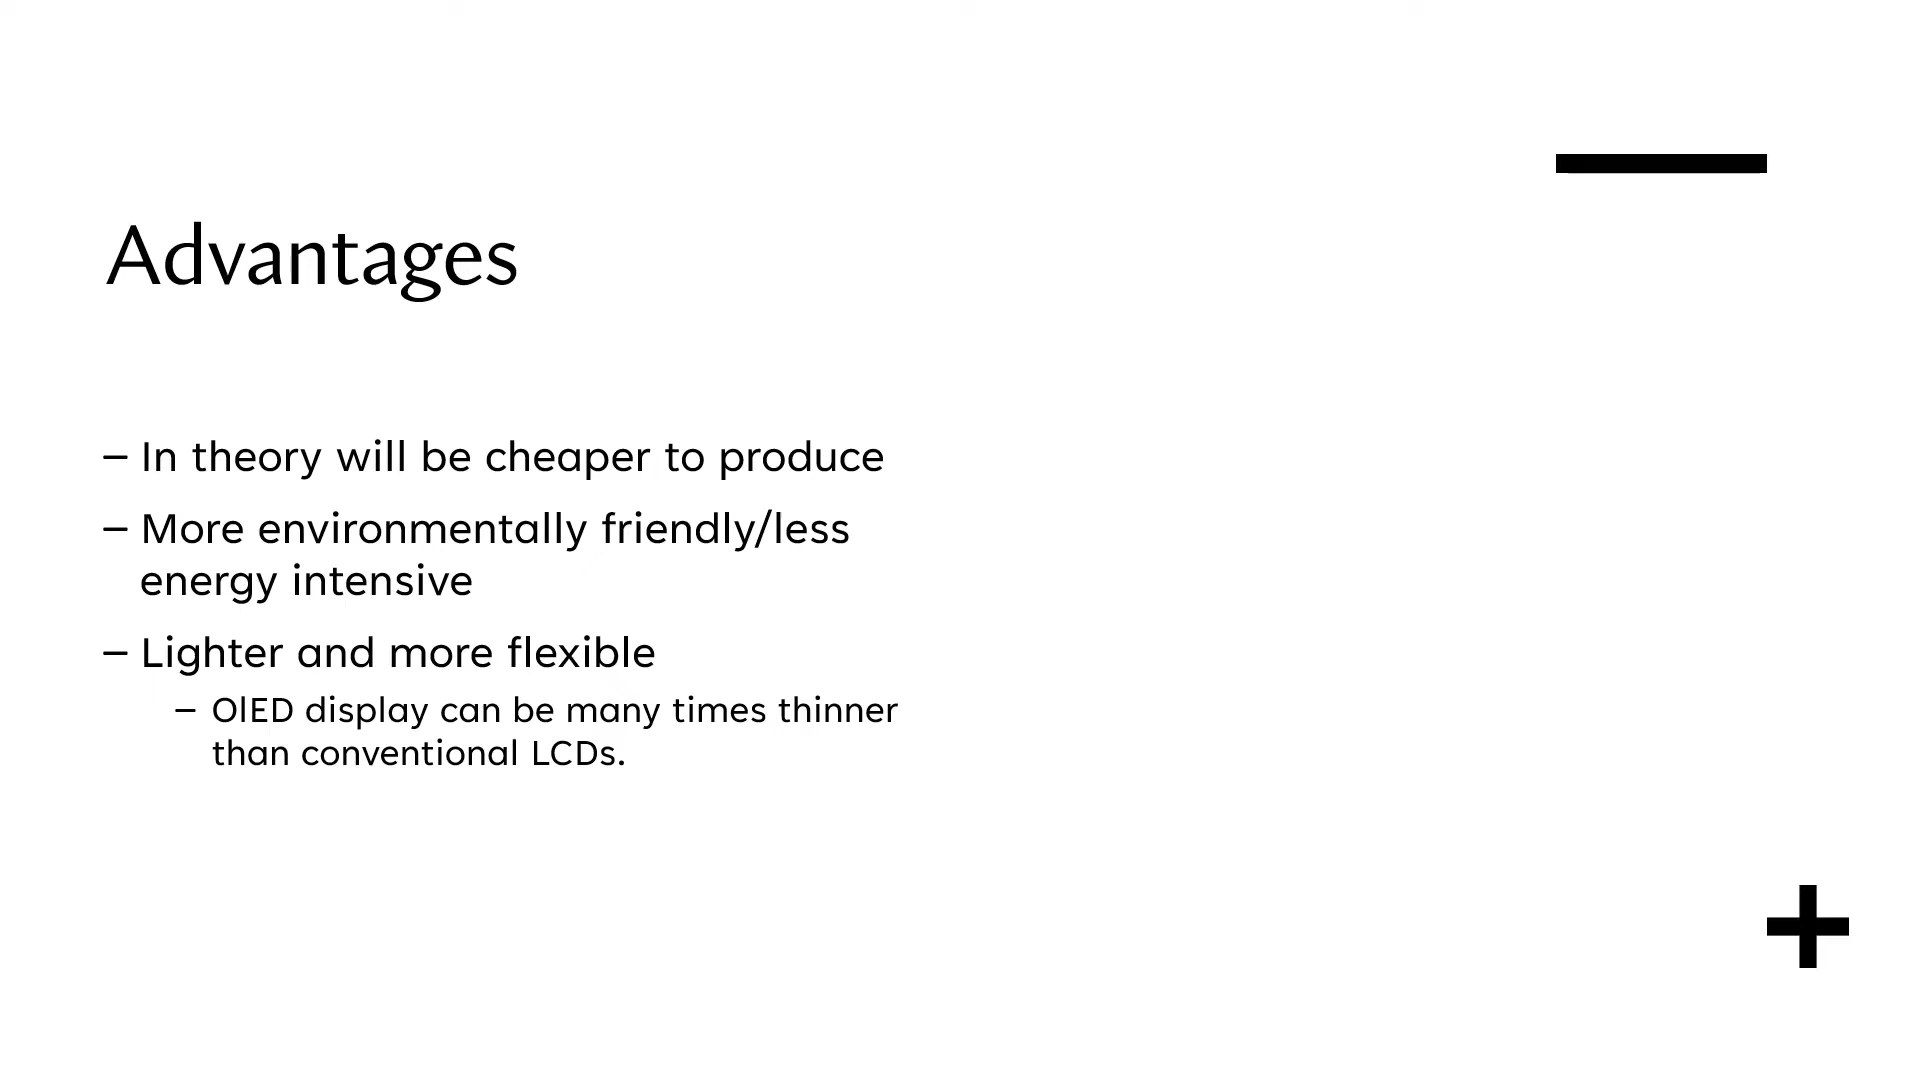 Advantages
– In theory will be cheaper to produce
– More environmentally friendly/less
energy intensive
– Lighter and more flexible
– OlED display can be many times thinner
than conventional LCDs.